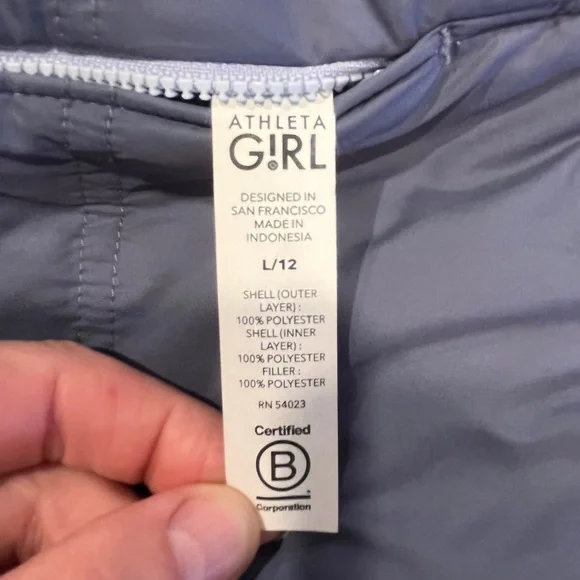 ATHLETA
G!RL
DESIGNED IN
SAN FRANCISCO
MADE IN
INDONESIA
L/12
SHELL (OUTER
LAYER) :
100% POLYESTER
SHELL (INNER
LAYER) :
100% POLYESTER
FILLER :
100% POLYESTER
RN 54023
Certified
B
Corporation